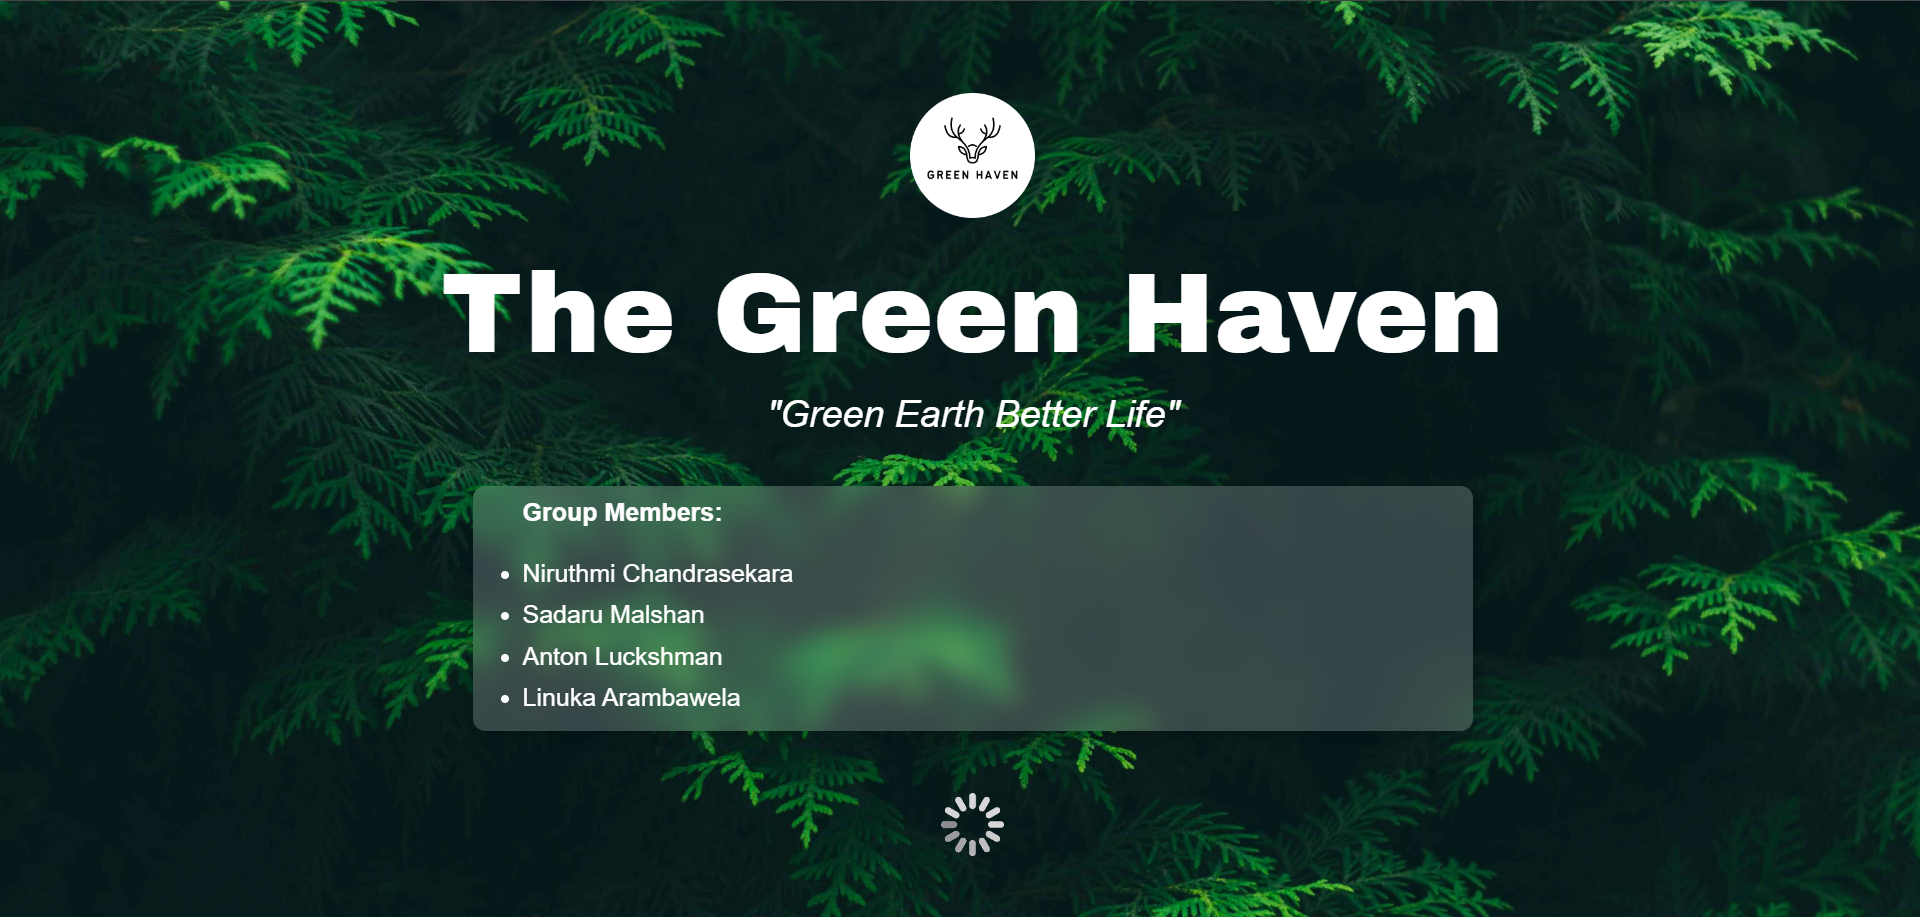 GREEN HAVEN
The Green Haven
"Green Earth Better Life"
Group Members:
Niruthmi Chandrasekara
Sadaru Malshan
Anton Luckshman
Linuka Arambawela